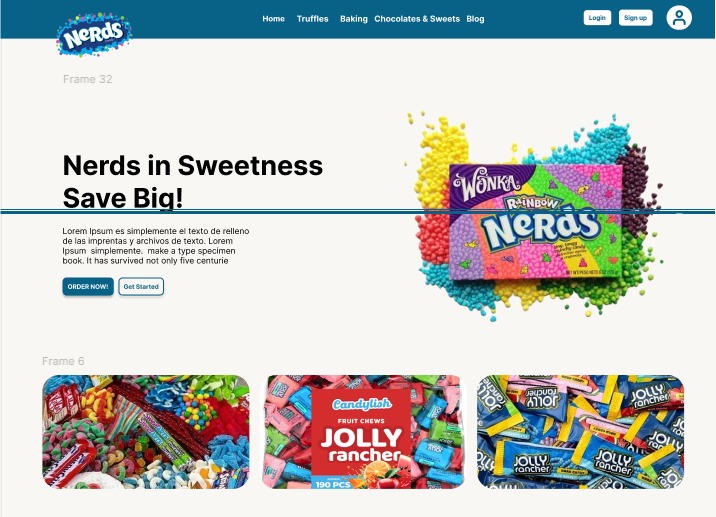 Nerds
Home Truffles Baking Chocolates & Sweets Blog
Login
Sign up
Frame 32
Nerds in Sweetness
Save Big!
Lorem Ipsum es simplemente el texto de relleno
de las imprentas y archivos de texto. Lorem
Ipsum simplemente. make a type specimen
book. It has survived not only five centurie
ORDER NOW!
Get Started
WONKA
RAINBOW
NeRDS
Frame 6
Candylish
FRUIT CHEWS
JOLLY
rancher
190 PCS
JOLLY
rancher
JOLLY
rancher
JOLLY
rancher
JOLLY
rancher